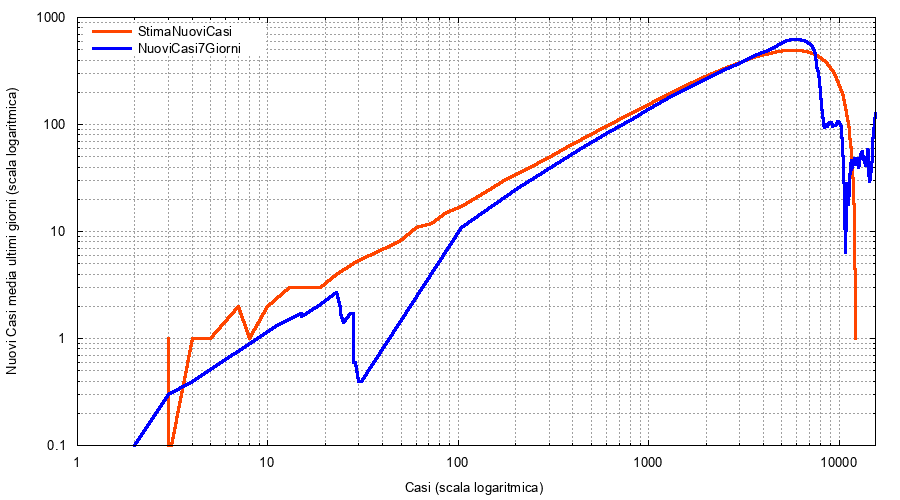 1000
100
10
1
0.1
Nuovi Casi media ultimi giorni (scala logaritmica)
StimaNuoviCasi
NuoviCasi7Giorni
1
10
100
1000
10000
Casi (scala logaritmica)